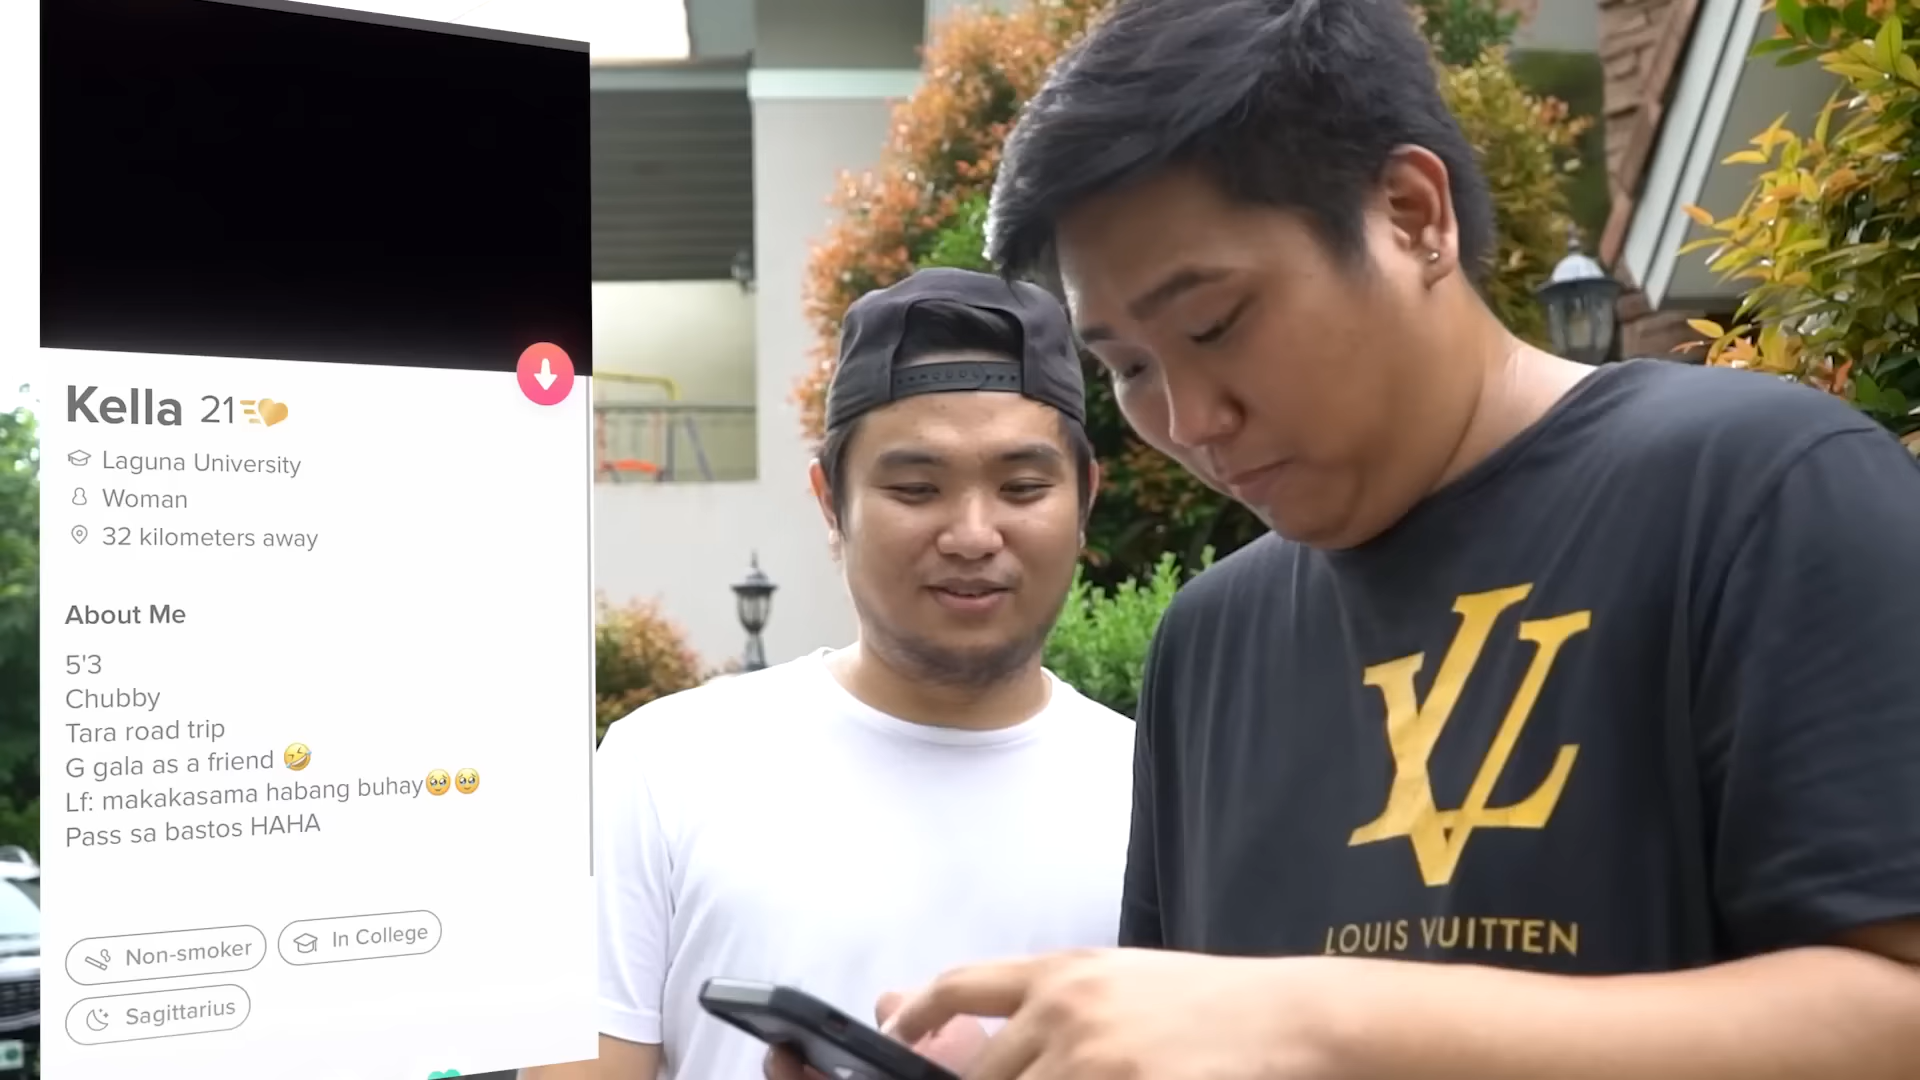 Kella 21
Laguna University
Woman
32 kilometers away
About Me
5'3
Chubby
Tara road trip
G gala as a friend 🤣
Lf: makakasama habang buhay🥹🥹
Pass sa bastos HAHA
Non-smoker
In College
Sagittarius
VL
LOUIS VUITTEN